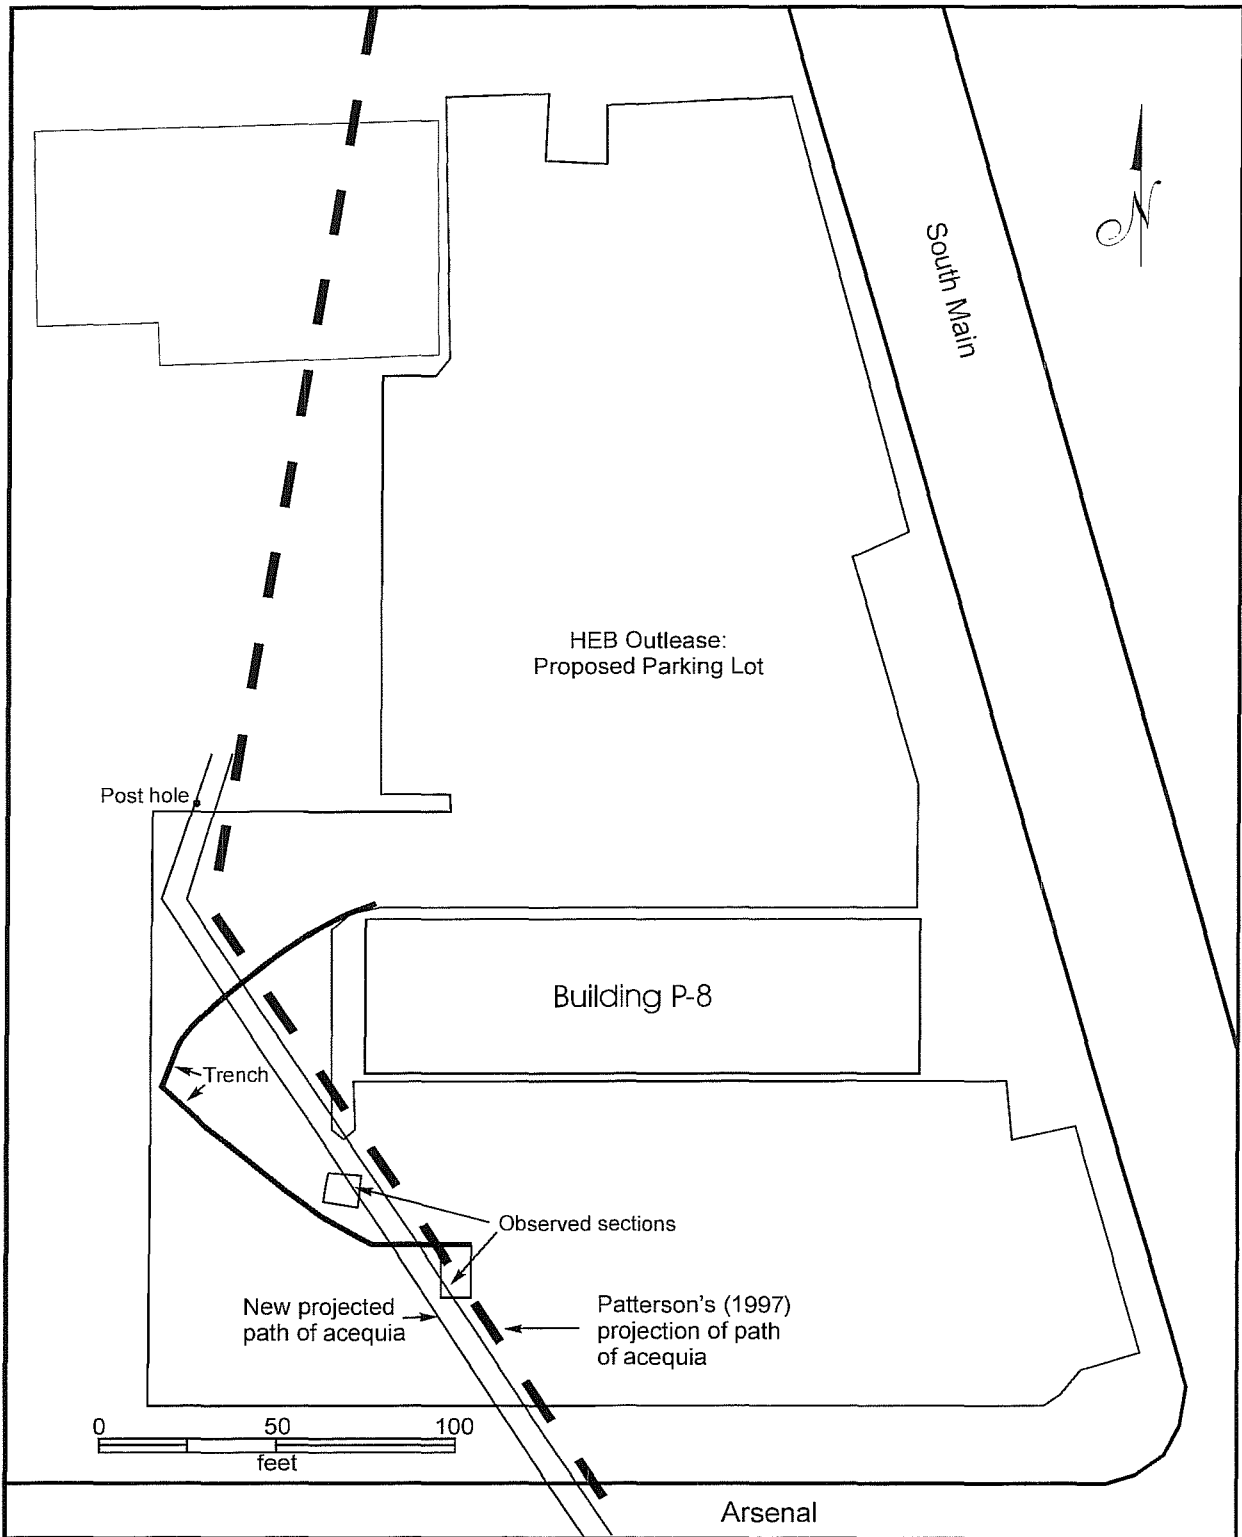 N
South Main
HEB Outlease:
Proposed Parking Lot
Post hole
Building P-8
Trench
Observed sections
New projected
path of acequia
Patterson's (1997)
projection of path
of acequia
0 50 100
feet
Arsenal